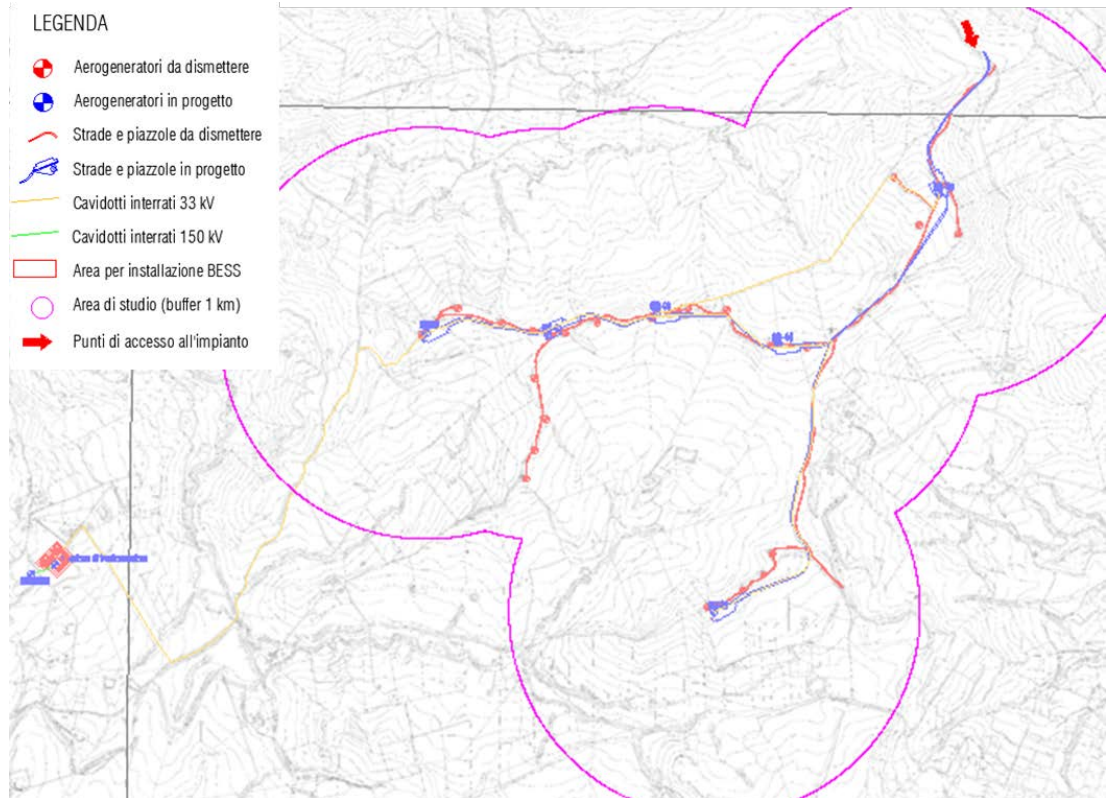 LEGENDA
Aerogeneratori da dismettere
Aerogeneratori in progetto
Strade e piazzole da dismettere
Strade e piazzole in progetto
Cavidotti interrati 33 kV
Cavidotti interrati 150 kV
Area per installazione BESS
Area di studio (buffer 1 km)
Punti di accesso all'impianto